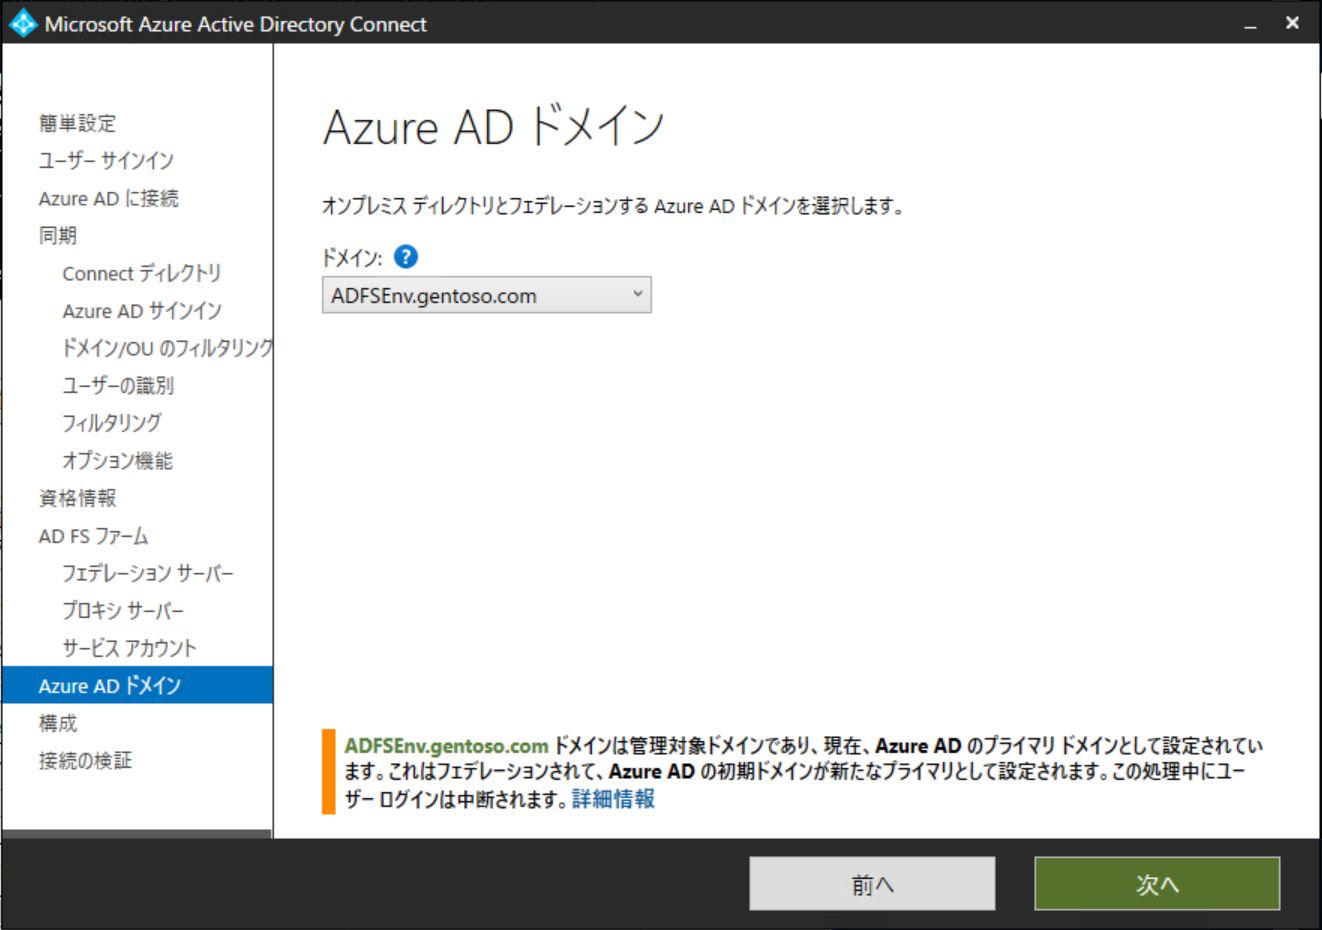 Microsoft Azure Active Directory Connect
簡単設定
ユーザー サインイン
Azure AD に接続
同期
Connect ディレクトリ
Azure AD サインイン
ドメイン/OU のフィルタリング
ユーザーの識別
フィルタリング
オプション機能
資格情報
AD FS ファーム
フェデレーション サーバー
プロキシ サーバー
サービス アカウント
Azure AD ドメイン
構成
接続の検証
Azure AD ドメイン
オンプレミス ディレクトリとフェデレーションする Azure AD ドメインを選択します。
ドメイン: ?
ADFSEnv.gentoso.com
ADFSEnv.gentoso.com ドメインは管理対象ドメインであり、現在、Azure AD のプライマリ ドメインとして設定されてい
ます。これはフェデレーションされて、Azure AD の初期ドメインが新たなプライマリとして設定されます。この処理中にユー
ザー ログインは中断されます。詳細情報
前へ
次へ